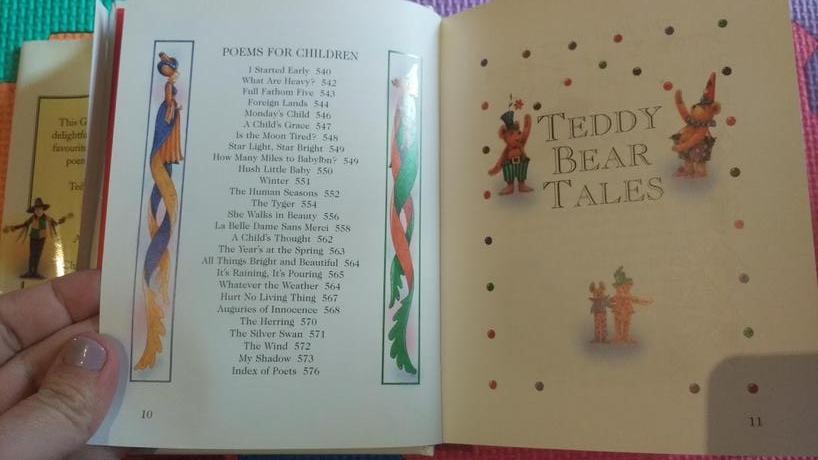 This G
delightfu
favourit
poem
Ted
POEMS FOR CHILDREN
I Started Early 540
What Are Heavy? 542
Full Fathom Five 543
Foreign Lands 544
Monday's Child 546
A Child's Grace 547
Is the Moon Tired? 548
Star Light, Star Bright 549
How Many Miles to Babylon? 549
Hush Little Baby 550
Winter 551
The Human Seasons 552
The Tyger 554
She Walks in Beauty 556
La Belle Dame Sans Merci 558
A Child's Thought 562
The Year's at the Spring 563
All Things Bright and Beautiful 564
It's Raining, It's Pouring 565
Whatever the Weather 564
Hurt No Living Thing 567
Auguries of Innocence 568
The Herring 570
The Silver Swan 571
The Wind 572
My Shadow 573
Index of Poets 576
10
TEDDY
BEAR
TALES
11